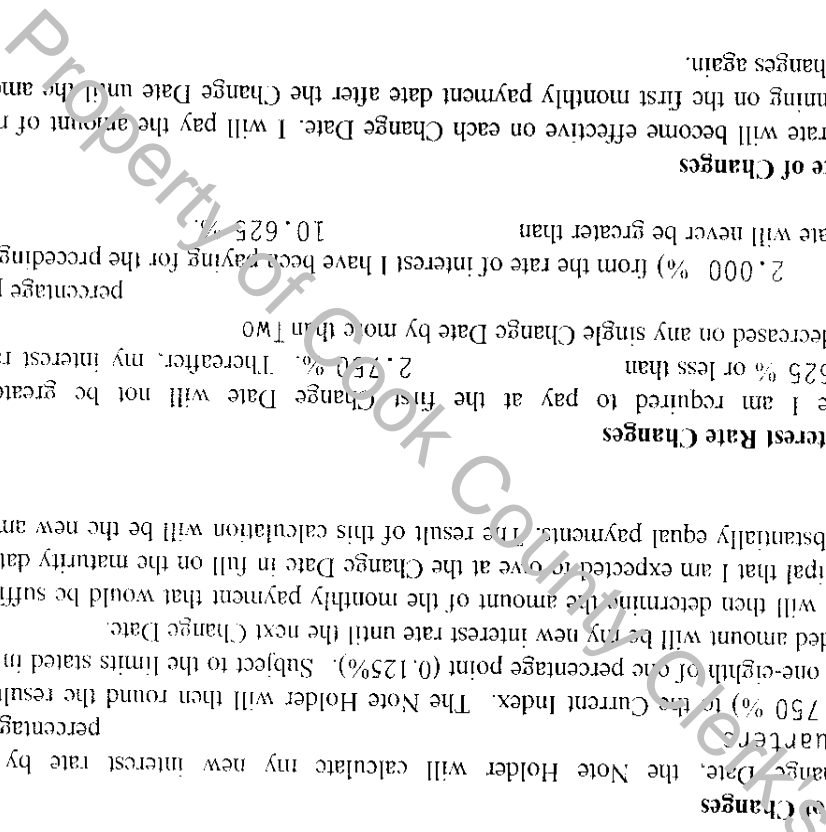 of Changes
ange Date, the Note Holder will calculate my new interest rate by
uarters percentag
750 %) to the Current Index. The Note Holder will then round the result
one-eighth of one percentage point (0.125%). Subject to the limits stated in
ded amount will be my new interest rate until the next Change Date.
will then determine the amount of the monthly payment that would be suffi
ipal that I am expected to owe at the Change Date in full on the maturity dat
bstantially equal payments. The result of this calculation will be the new am
terest Rate Changes
e I am required to pay at the first Change Date will not be greate
625 % or less than 2.750 %. Thereafter, my interest ra
decreased on any single Change Date by more than Two
percentage p
2.000 %) from the rate of interest I have been paying for the preceding
ate will never be greater than 10.625 %.
e of Changes
rate will become effective on each Change Date. I will pay the amount of n
nning on the first monthly payment date after the Change Date until the amo
hanges again.
Property of Cook County Clerk's